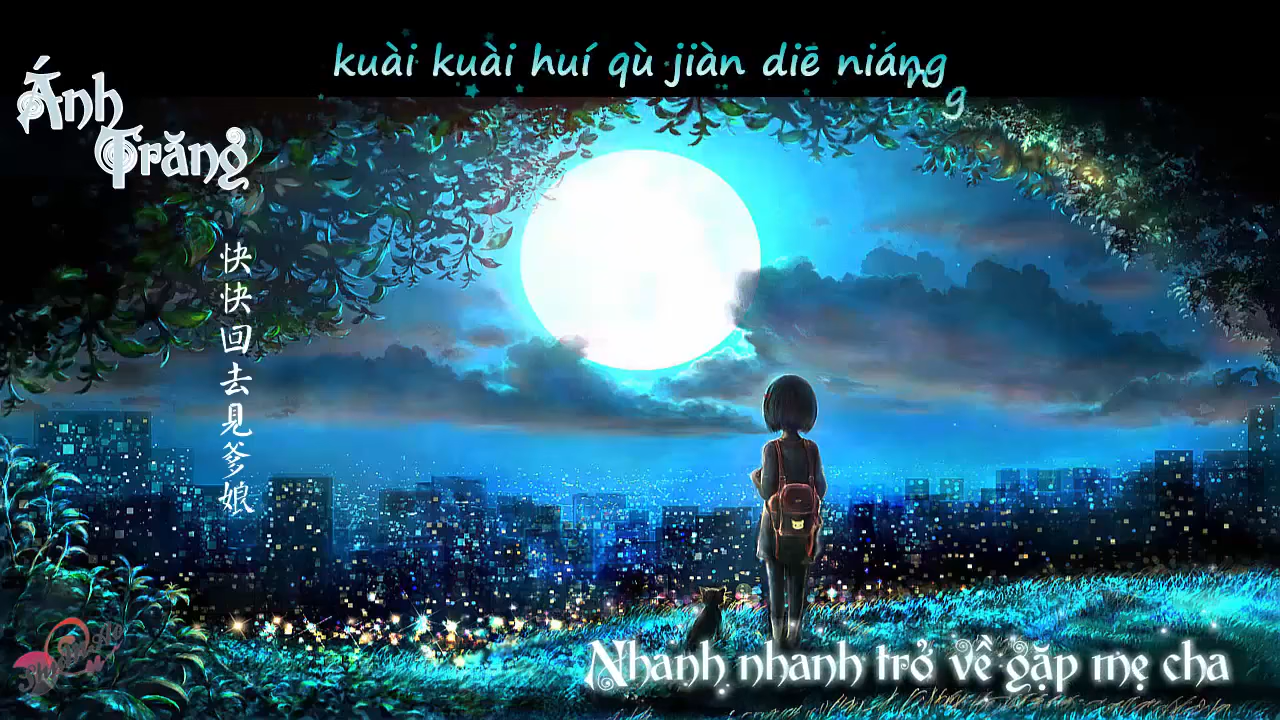 kuài kuài huí qù jiàn diē niáng
Ánh
Trăng
快快回去見爹娘
Nhanh nhanh trở về gặp mẹ cha